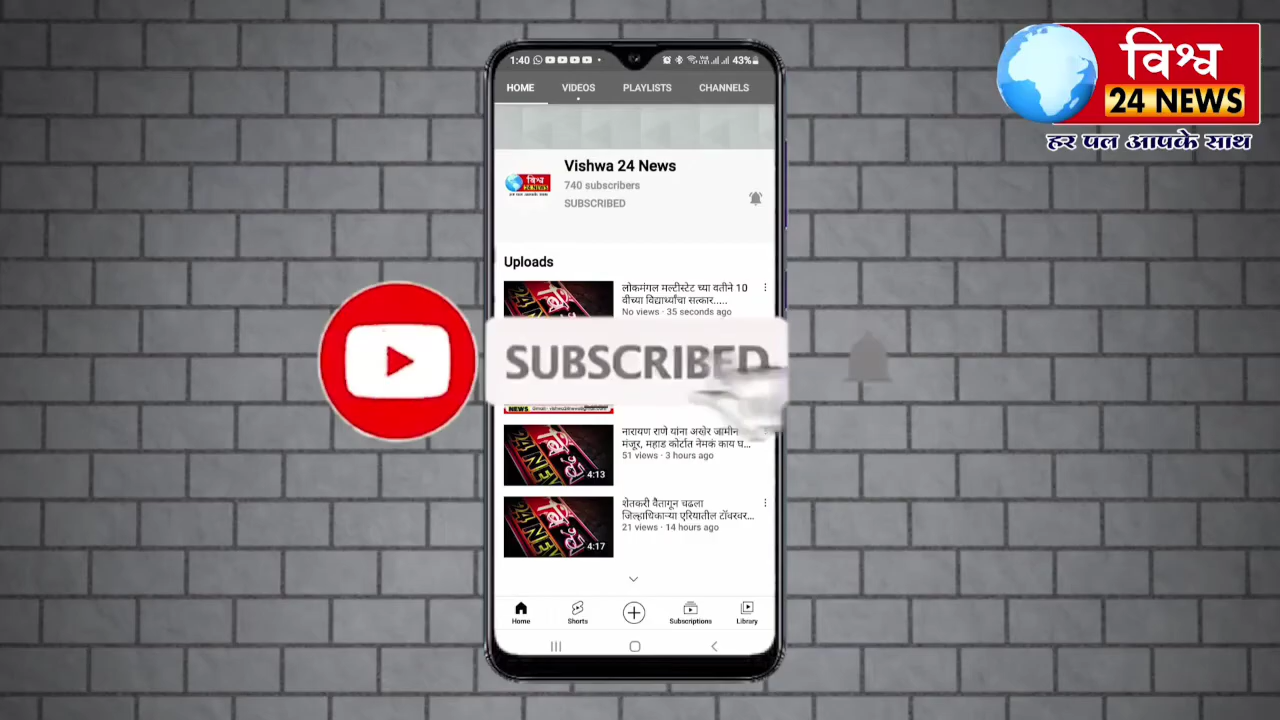 विश्व
24 NEWS
हर पल आपके साथ
1:40
43%
HOME VIDEOS PLAYLISTS CHANNELS
Vishwa 24 News
740 subscribers
SUBSCRIBED
Uploads
लोकमंगल मल्टीस्टेट च्या वतीने 10
वीच्या विद्यार्थ्यांचा सत्कार.....
No views · 35 seconds ago
SUBSCRIBED
NEWS
नारायण राणे यांना अखेर जामीन
मंजूर, महाड कोर्टात नेमकं काय घ...
51 views · 3 hours ago
4:13
शेतकरी वैतागून चढला
जिल्हाधिकाऱ्या एरियातील टॉवरवर...
21 views · 14 hours ago
4:17
Home Shorts Subscriptions Library